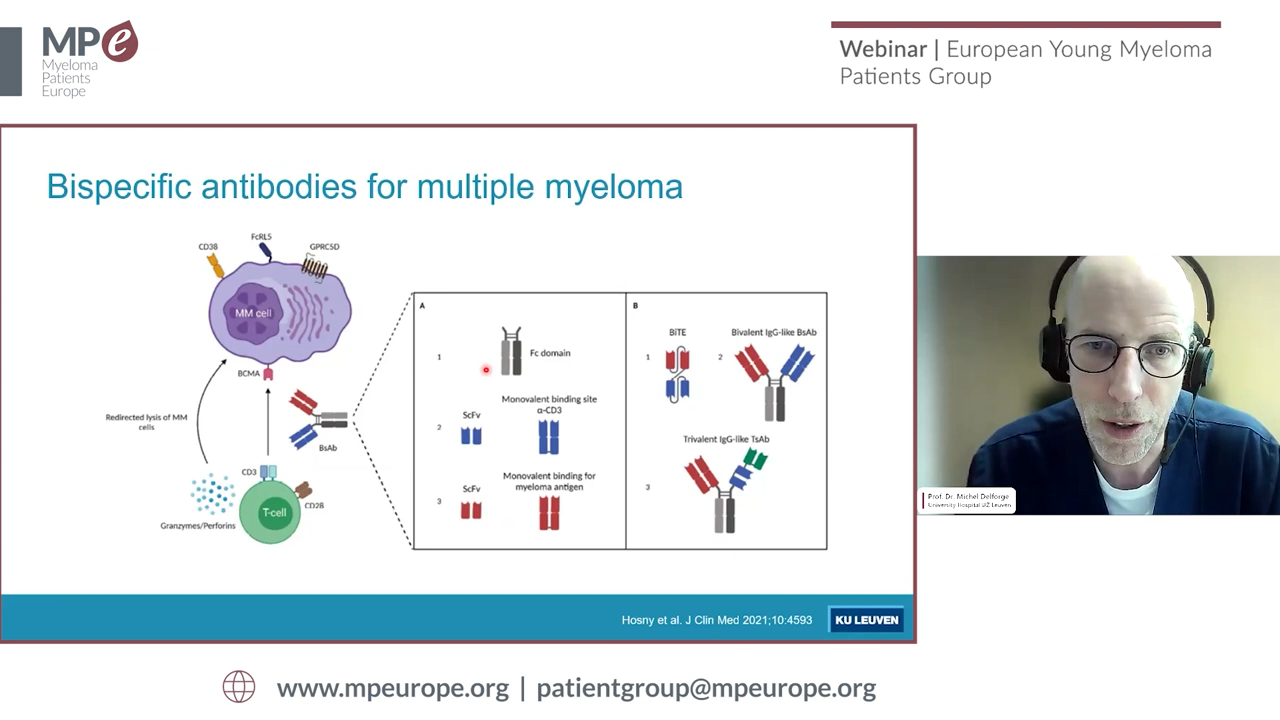 MPe
Myeloma
Patients
Europe
Webinar | European Young Myeloma
Patients Group
Bispecific antibodies for multiple myeloma
CD38
FcRL5
GPRC5D
MM cell
BCMA
Redirected lysis of MM
cells
BsAb
CD3
T-cell
CD28
Granzymes/Perforins
A
1
Fc domain
2
ScFv
Monovalent binding site
α-CD3
3
ScFv
Monovalent binding for
myeloma antigen
B
1
BiTE
2
Bivalent IgG-like BsAb
3
Trivalent IgG-like TsAb
Hosny et al. J Clin Med 2021;10:4593
KU LEUVEN
Prof. Dr. Michel Delforge
University Hospital UZ Leuven
www.mpeurope.org | patientgroup@mpeurope.org